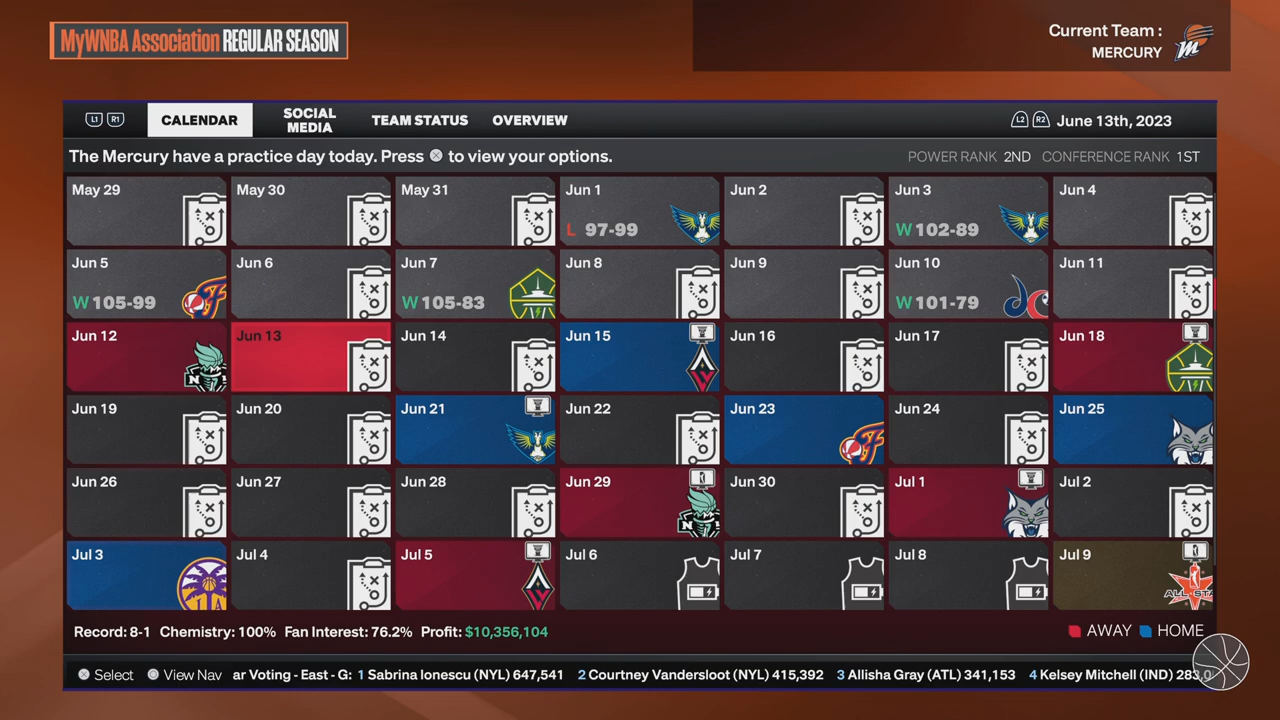 MyWNBA Association REGULAR SEASON
Current Team :
MERCURY
L1 R1
CALENDAR
SOCIAL
MEDIA
TEAM STATUS
OVERVIEW
L2 R2 June 13th, 2023
The Mercury have a practice day today. Press ⊗ to view your options.
POWER RANK 2ND CONFERENCE RANK 1ST
May 29 May 30 May 31 Jun 1 Jun 2 Jun 3 Jun 4
L 97-99 W 102-89
Jun 5 Jun 6 Jun 7 Jun 8 Jun 9 Jun 10 Jun 11
W 105-99 W 105-83 W 101-79
Jun 12 Jun 13 Jun 14 Jun 15 Jun 16 Jun 17 Jun 18
Jun 19 Jun 20 Jun 21 Jun 22 Jun 23 Jun 24 Jun 25
Jun 26 Jun 27 Jun 28 Jun 29 Jun 30 Jul 1 Jul 2
Jul 3 Jul 4 Jul 5 Jul 6 Jul 7 Jul 8 Jul 9
LA
ALL STA
Record: 8-1 Chemistry: 100% Fan Interest: 76.2% Profit: $10,356,104
AWAY HOME
Select View Nav ar Voting - East - G: 1 Sabrina Ionescu (NYL) 647,541 2 Courtney Vandersloot (NYL) 415,392 3 Allisha Gray (ATL) 341,153 4 Kelsey Mitchell (IND) 283,0